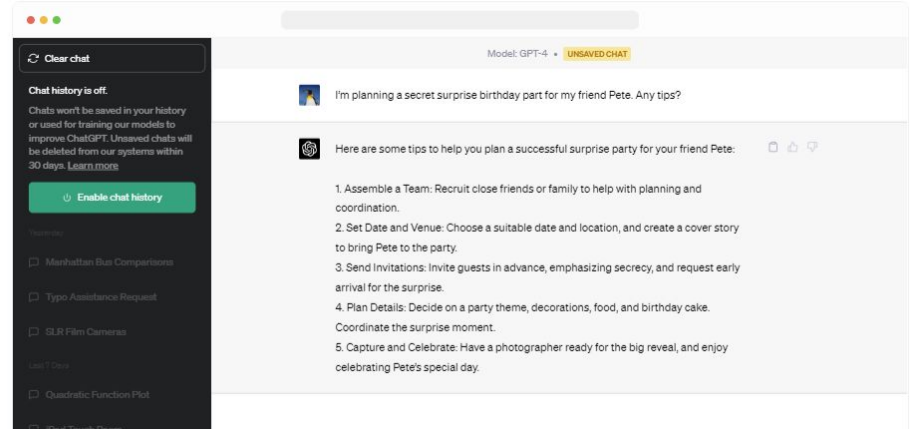 Clear chat
Model: GPT-4 • UNSAVED CHAT
Chat history is off.
Chats won't be saved in your history
or used for training our models to
improve ChatGPT. Unsaved chats will
be deleted from our systems within
30 days. Learn more
Enable chat history
Yesterday
Manhattan Bus Comparisons
Typo Assistance Request
SLR Film Cameras
Last 7 Days
Quadratic Function Plot
I'm planning a secret surprise birthday part for my friend Pete. Any tips?
Here are some tips to help you plan a successful surprise party for your friend Pete:
1. Assemble a Team: Recruit close friends or family to help with planning and
coordination.
2. Set Date and Venue: Choose a suitable date and location, and create a cover story
to bring Pete to the party.
3. Send Invitations: Invite guests in advance, emphasizing secrecy, and request early
arrival for the surprise.
4. Plan Details: Decide on a party theme, decorations, food, and birthday cake.
Coordinate the surprise moment.
5. Capture and Celebrate: Have a photographer ready for the big reveal, and enjoy
celebrating Pete's special day.